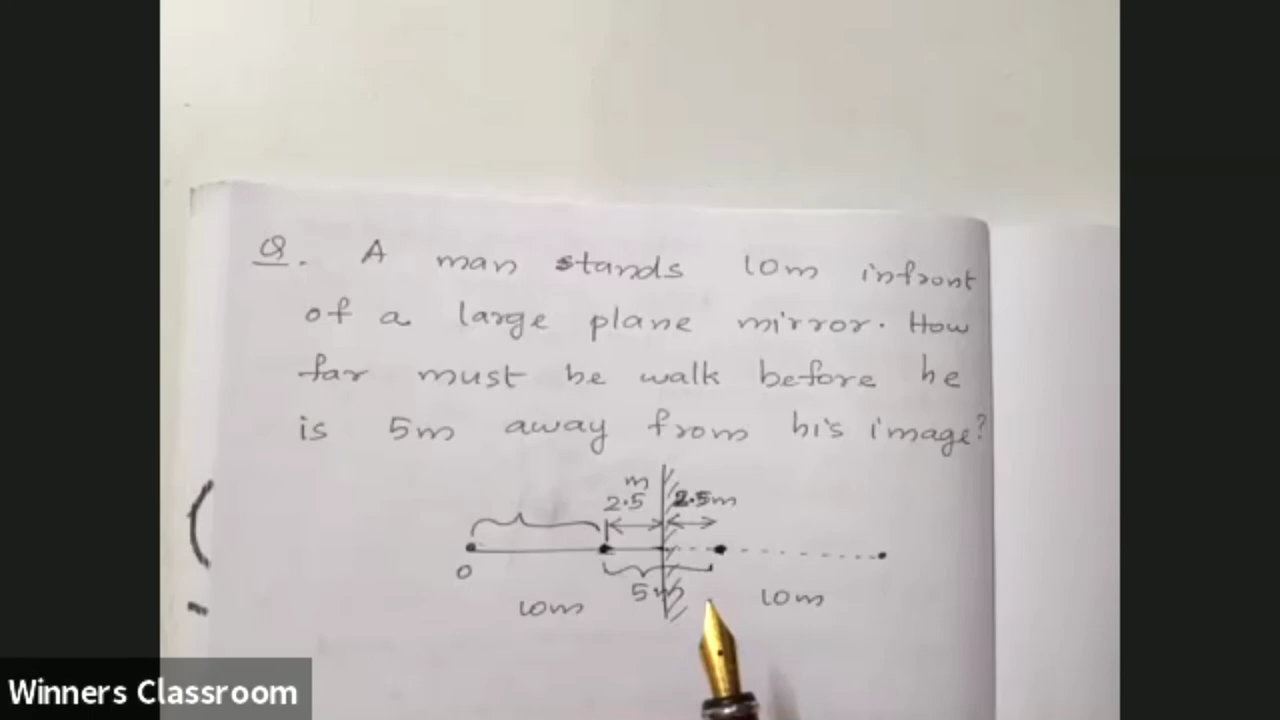 Q. A man stands 10m infront
of a large plane mirror. How
far must he walk before he
is 5m away from his image?
m
2.5 2.5m
O
5m
10m 10m
Winners Classroom